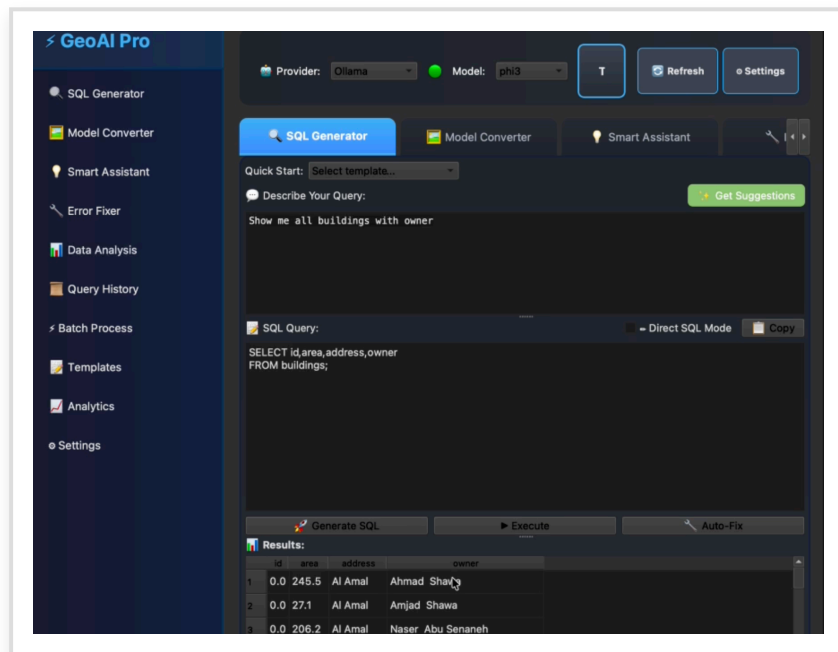 ⚡ GeoAI Pro
SQL Generator
Model Converter
Smart Assistant
Error Fixer
Data Analysis
Query History
⚡ Batch Process
Templates
Analytics
Settings
Provider: Ollama Model: phi3 T Refresh Settings
SQL Generator Model Converter Smart Assistant
Quick Start: Select template...
Describe Your Query: Get Suggestions
Show me all buildings with owner
SQL Query: Direct SQL Mode Copy
SELECT id,area,address,owner
FROM buildings;
Generate SQL Execute Auto-Fix
Results:
id area address owner
1 0.0 245.5 Al Amal Ahmad Shawa
2 0.0 27.1 Al Amal Amjad Shawa
3 0.0 206.2 Al Amal Naser Abu Senaneh